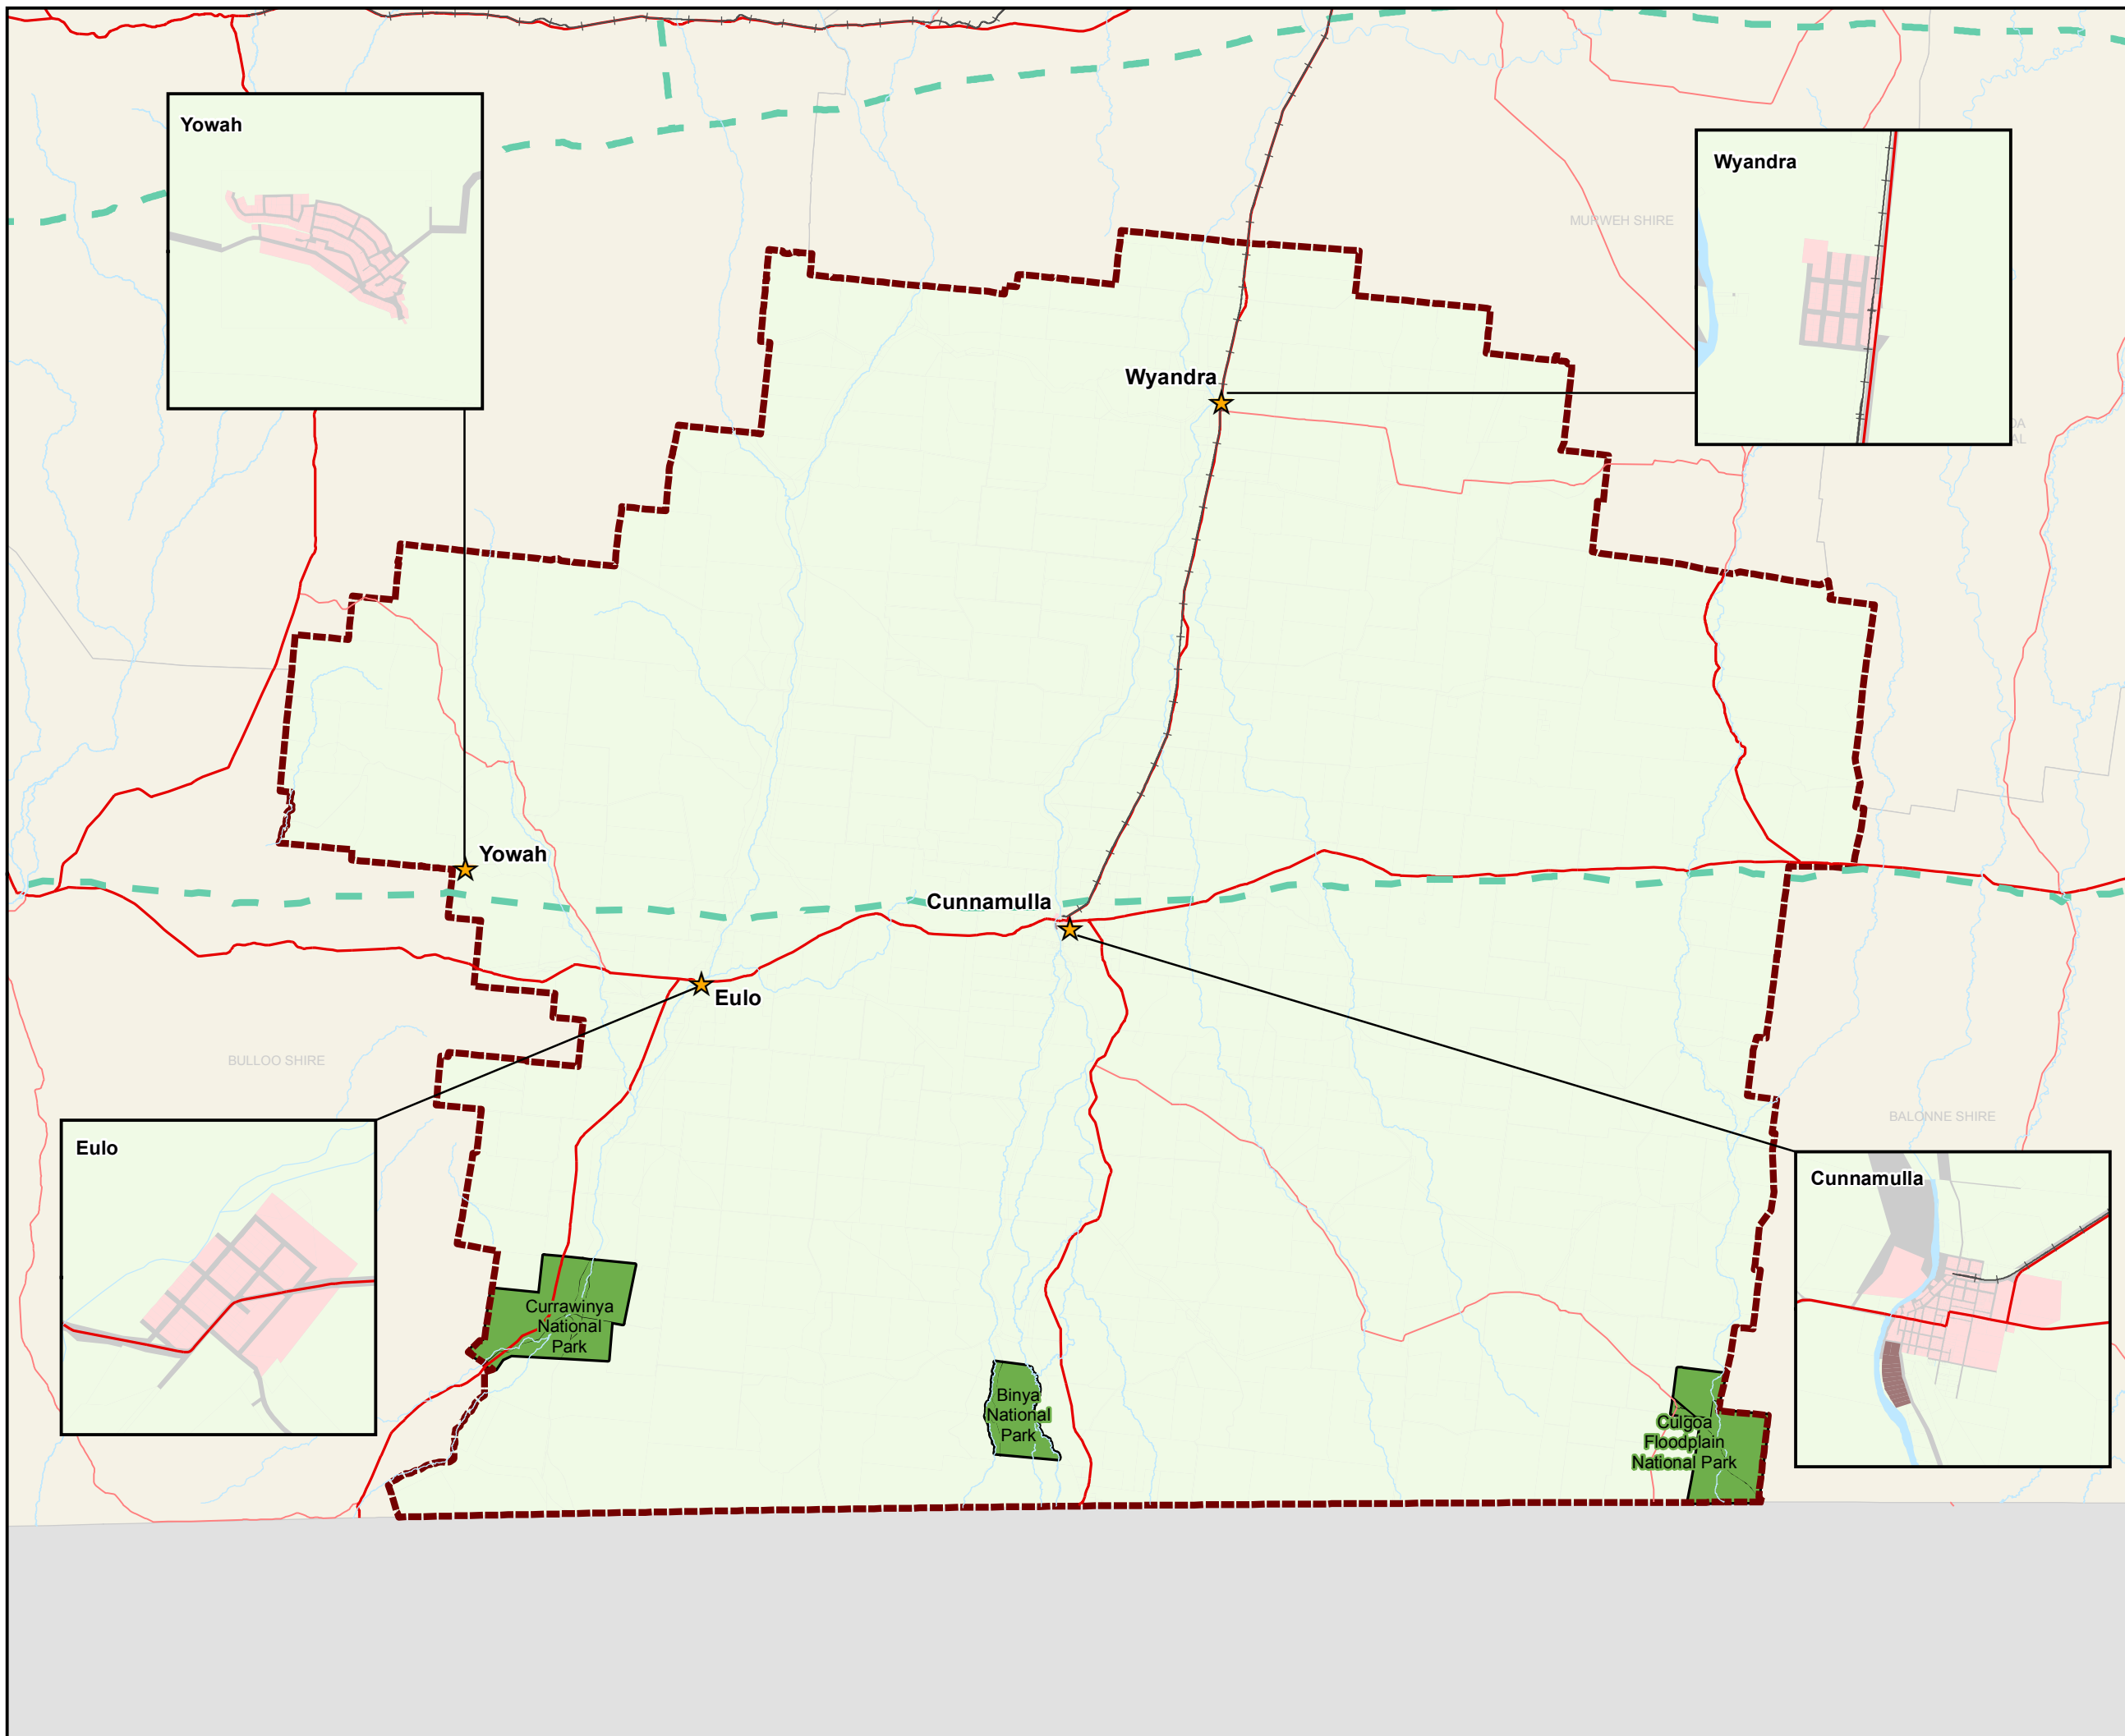 Yowah
Wyandra
MURWEH SHIRE
Wyandra
Yowah
Cunnamulla
Eulo
BULLOO SHIRE
BALONNE SHIRE
Eulo
Cunnamulla
Currawinya
National
Park
Binya
National
Park
Culgoa
Floodplain
National Park